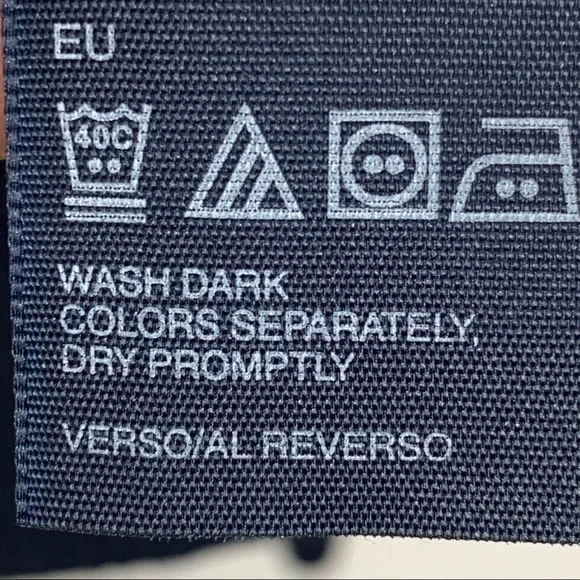 EU
40C
WASH DARK
COLORS SEPARATELY,
DRY PROMPTLY
VERSO/AL REVERSO